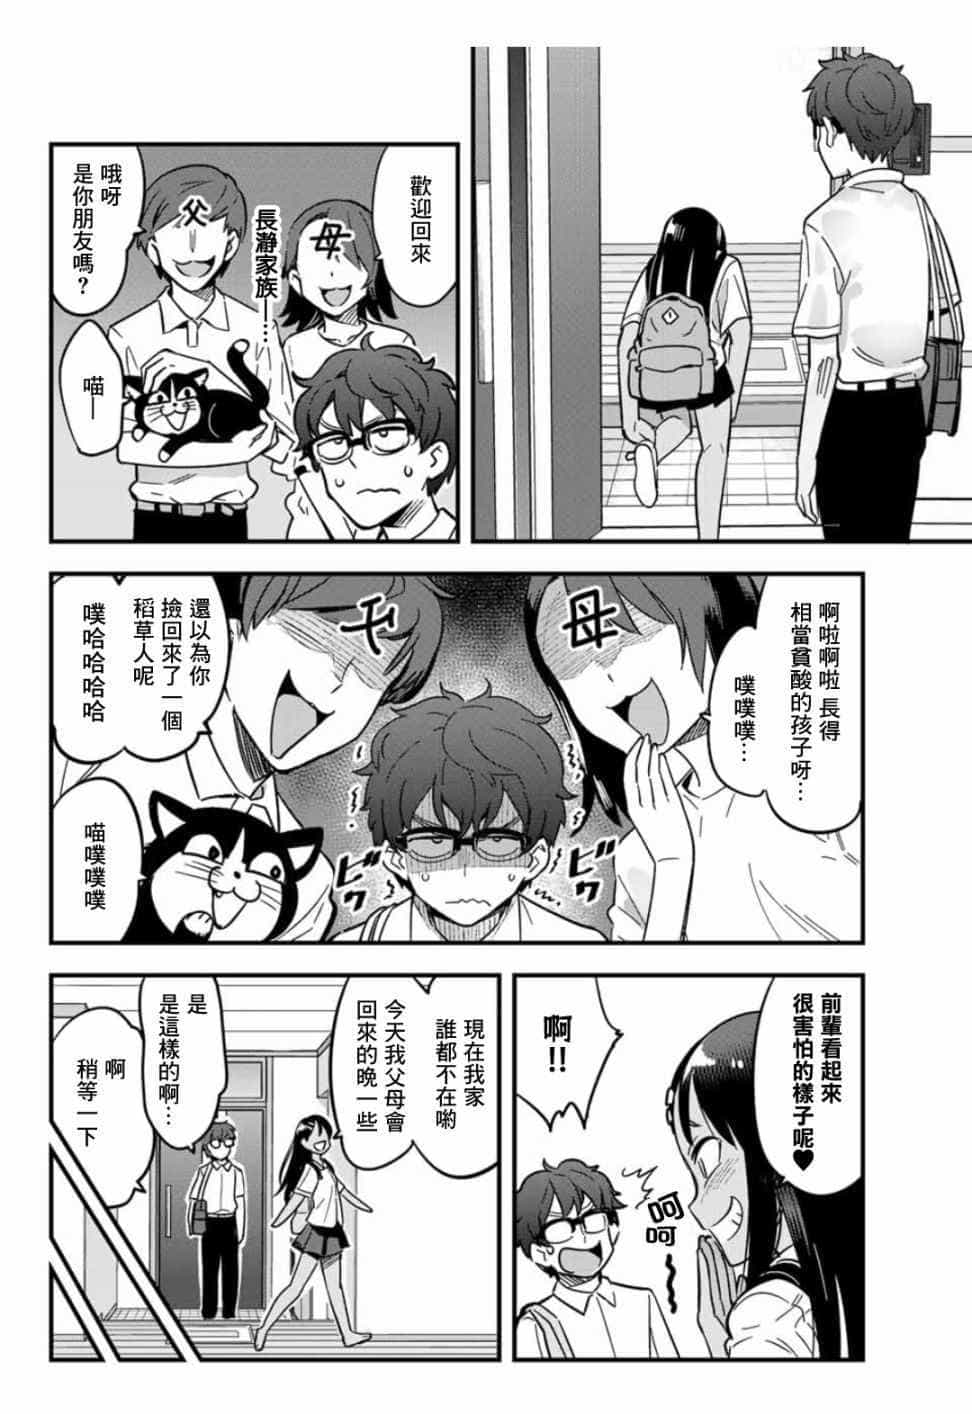 歡迎回來
長瀞家族—…
母
父
哦呀
是你朋友嗎？
喵—
啊啦啊啦 長得
相當貧酸的孩子呀…
噗噗噗…
母
父
還以為你
撿回來了一個
稻草人呢
噗哈哈哈哈
喵噗噗噗
ビクッ
ビクッ
前輩看起來
很害怕的樣子呢♥
呵呵
啊!!
現在我家
誰都不在喲
今天我父母會
回來的晚一些
是
是這樣的啊…
啊
稍等一下